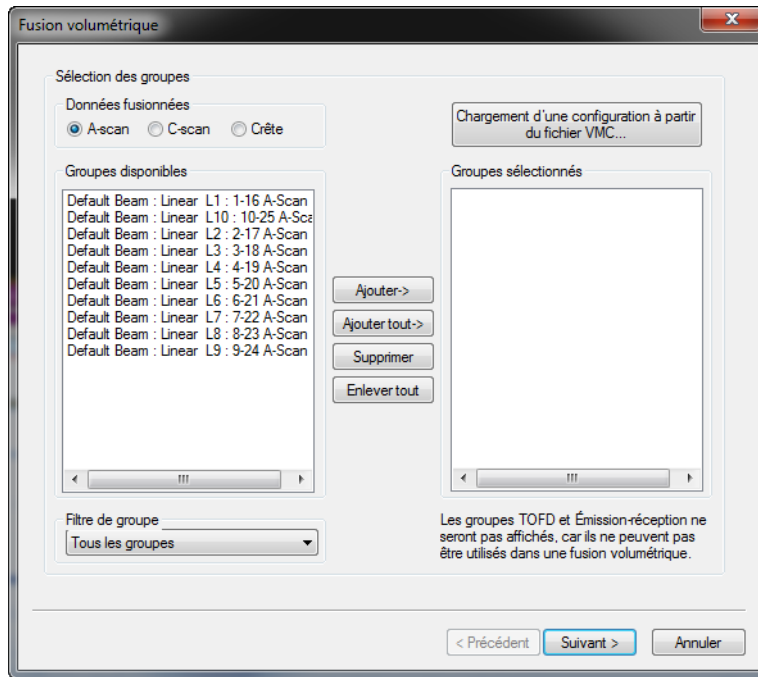 Fusion volumétrique
Sélection des groupes
Données fusionnées
A-scan
C-scan
Crête
Chargement d'une configuration à partir
du fichier VMC...
Groupes disponibles
Default Beam : Linear L1 : 1-16 A-Scan
Default Beam : Linear L10 : 10-25 A-Sca
Default Beam : Linear L2 : 2-17 A-Scan
Default Beam : Linear L3 : 3-18 A-Scan
Default Beam : Linear L4 : 4-19 A-Scan
Default Beam : Linear L5 : 5-20 A-Scan
Default Beam : Linear L6 : 6-21 A-Scan
Default Beam : Linear L7 : 7-22 A-Scan
Default Beam : Linear L8 : 8-23 A-Scan
Default Beam : Linear L9 : 9-24 A-Scan
Ajouter->
Ajouter tout->
Supprimer
Enlever tout
Groupes sélectionnés
Filtre de groupe
Tous les groupes
Les groupes TOFD et Émission-réception ne
seront pas affichés, car ils ne peuvent pas
être utilisés dans une fusion volumétrique.
< Précédent
Suivant >
Annuler